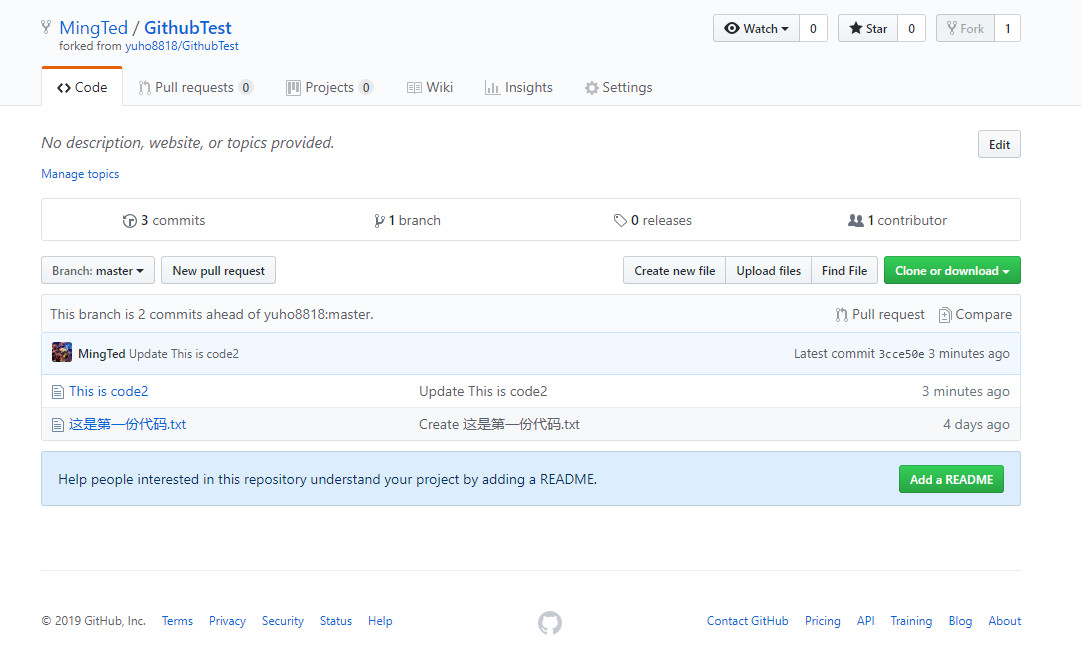 MingTed / GithubTest
Watch 0 Star 0 Fork 1
forked from yuho8818/GithubTest
Code Pull requests 0 Projects 0 Wiki Insights Settings
No description, website, or topics provided. Edit
Manage topics
3 commits 1 branch 0 releases 1 contributor
Branch: master New pull request Create new file Upload files Find File Clone or download
This branch is 2 commits ahead of yuho8818:master. Pull request Compare
MingTed Update This is code2 Latest commit 3cce50e 3 minutes ago
This is code2 Update This is code2 3 minutes ago
这是第一份代码.txt Create 这是第一份代码.txt 4 days ago
Help people interested in this repository understand your project by adding a README. Add a README
© 2019 GitHub, Inc. Terms Privacy Security Status Help Contact GitHub Pricing API Training Blog About